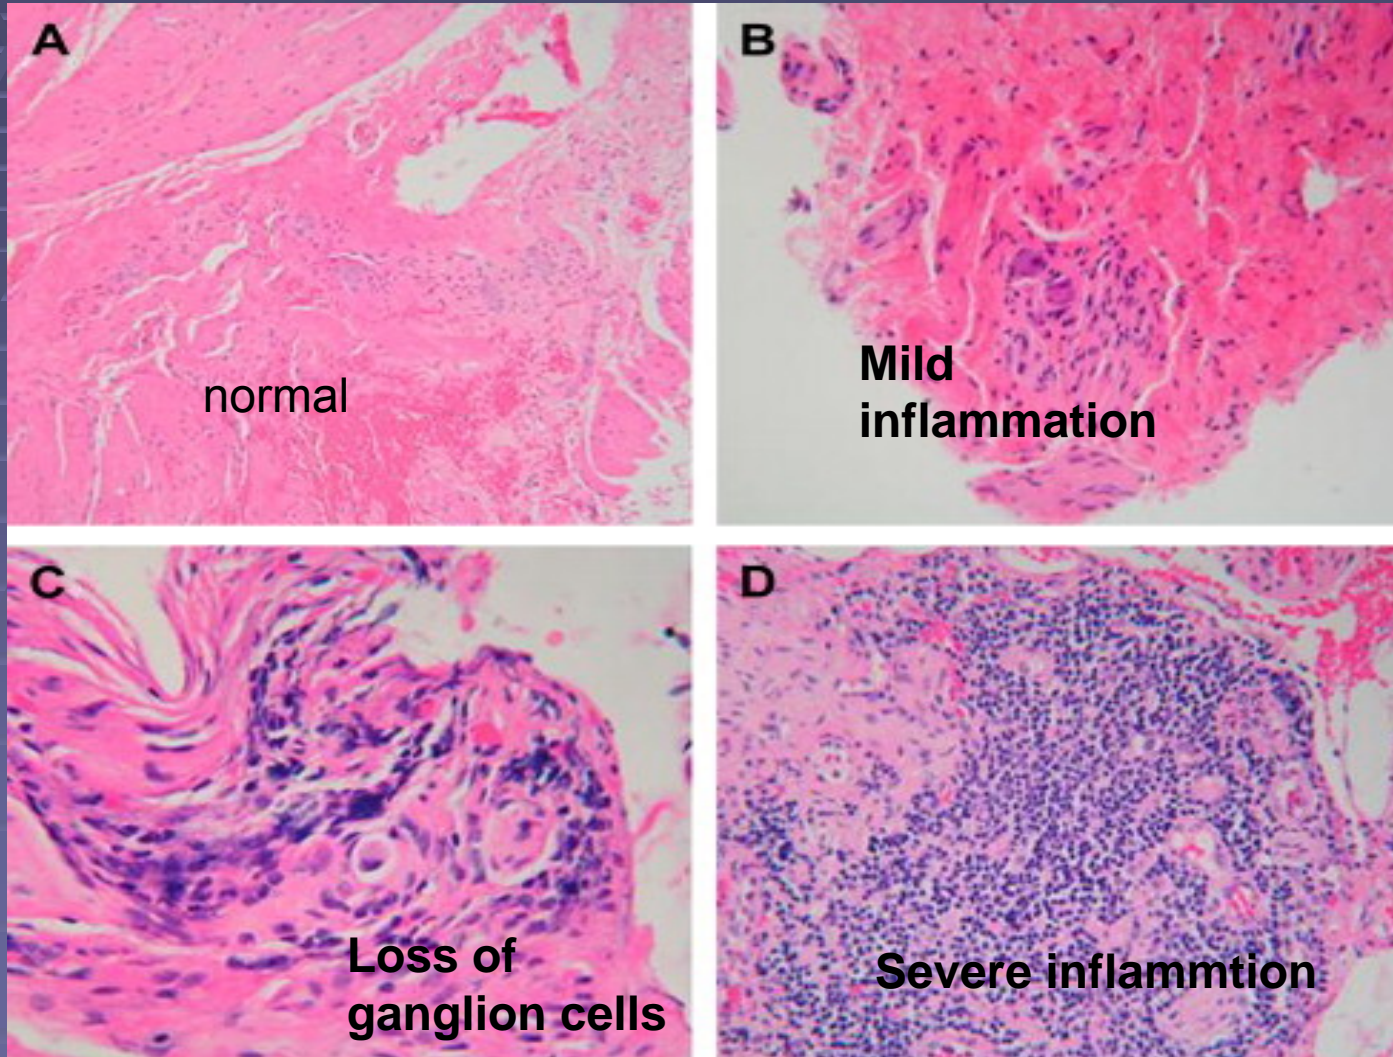 A
B
normal
Mild
inflammation
C
D
Loss of
ganglion cells
Severe inflammtion